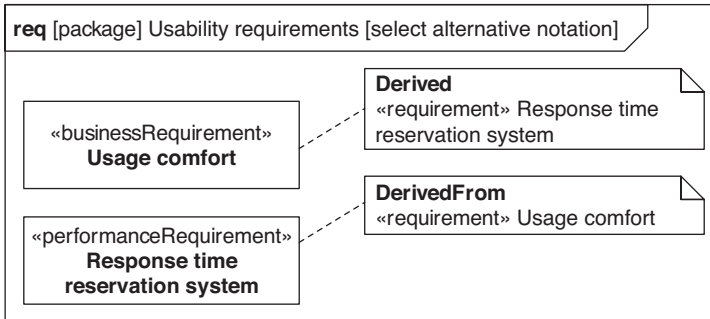 req [package] Usability requirements [select alternative notation]
Derived
«requirement» Response time
reservation system
«businessRequirement»
Usage comfort
DerivedFrom
«requirement» Usage comfort
«performanceRequirement»
Response time
reservation system